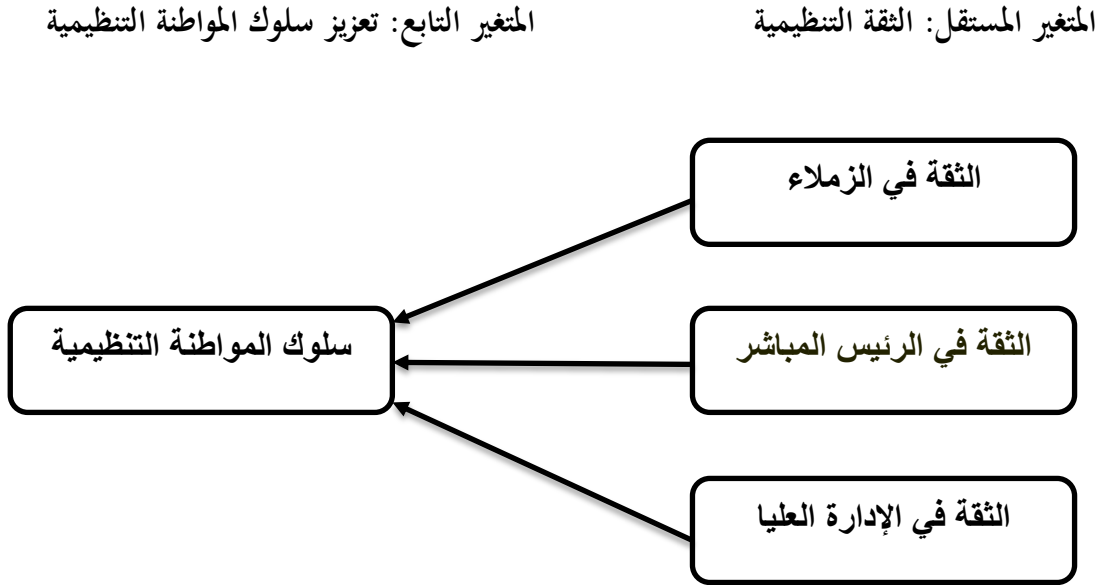 المتغير المستقل: الثقة التنظيمية
المتغير التابع: تعزيز سلوك المواطنة التنظيمية
الثقة في الزملاء
الثقة في الرئيس المباشر
سلوك المواطنة التنظيمية
الثقة في الإدارة العليا